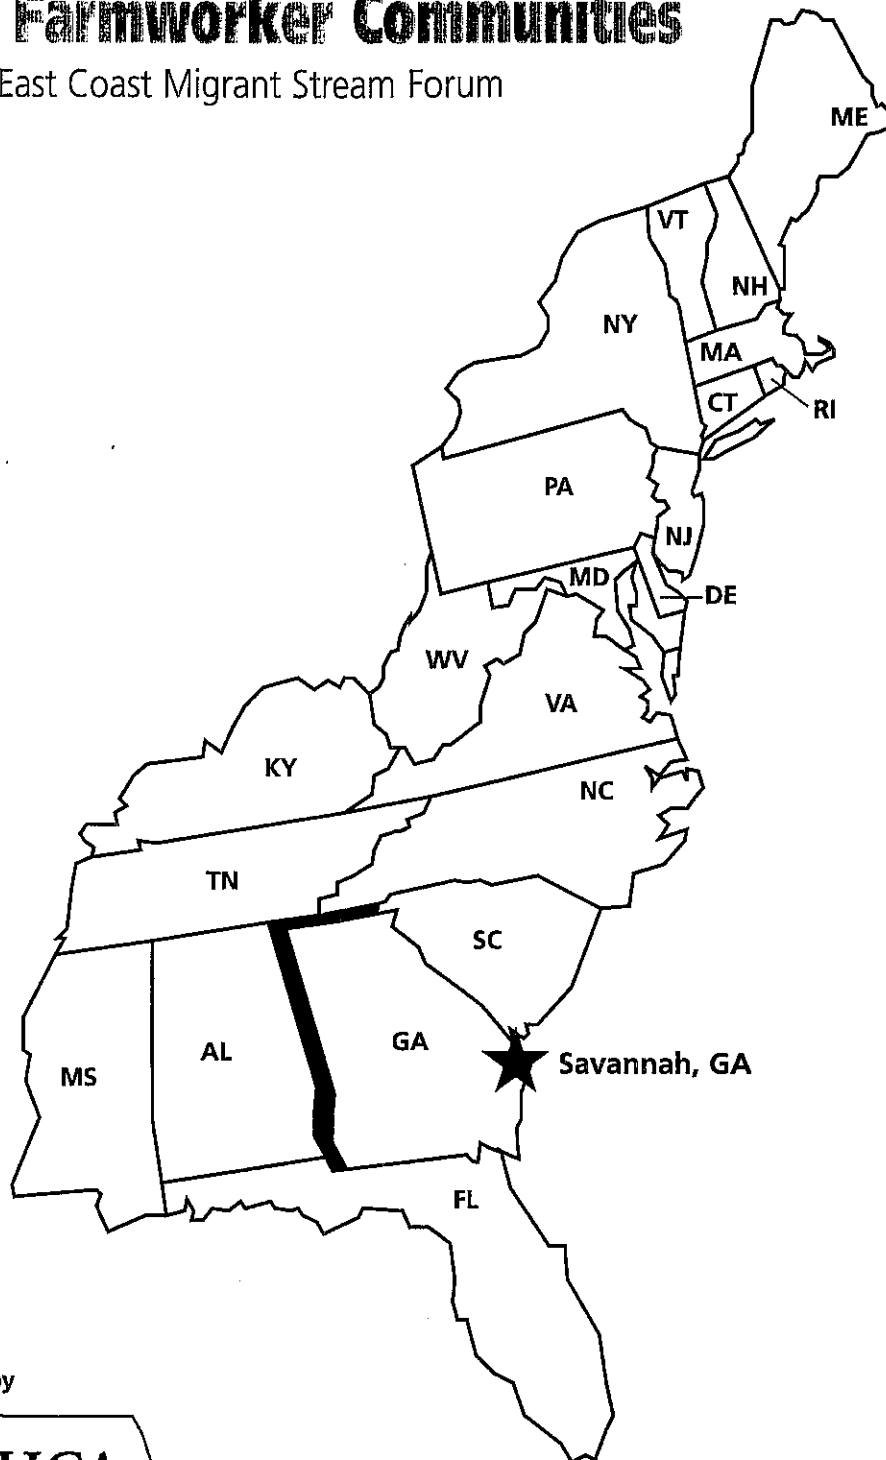 Farmworker Communities
East Coast Migrant Stream Forum
ME
VT
NH
NY
MA
CT
RI
PA
NJ
MD
DE
WV
VA
KY
NC
TN
SC
GA
AL
MS
Savannah, GA
FL